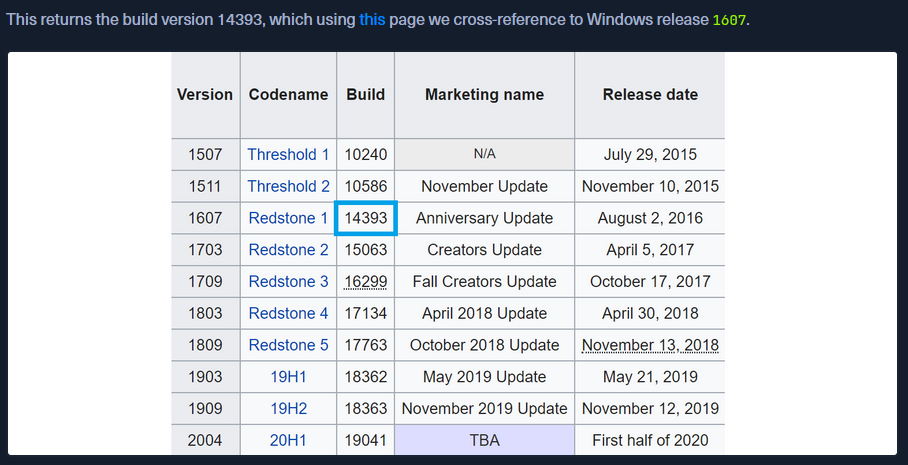 This returns the build version 14393, which using this page we cross-reference to Windows release 1607.
Version Codename Build Marketing name Release date
1507 Threshold 1 10240 N/A July 29, 2015
1511 Threshold 2 10586 November Update November 10, 2015
1607 Redstone 1 14393 Anniversary Update August 2, 2016
1703 Redstone 2 15063 Creators Update April 5, 2017
1709 Redstone 3 16299 Fall Creators Update October 17, 2017
1803 Redstone 4 17134 April 2018 Update April 30, 2018
1809 Redstone 5 17763 October 2018 Update November 13, 2018
1903 19H1 18362 May 2019 Update May 21, 2019
1909 19H2 18363 November 2019 Update November 12, 2019
2004 20H1 19041 TBA First half of 2020